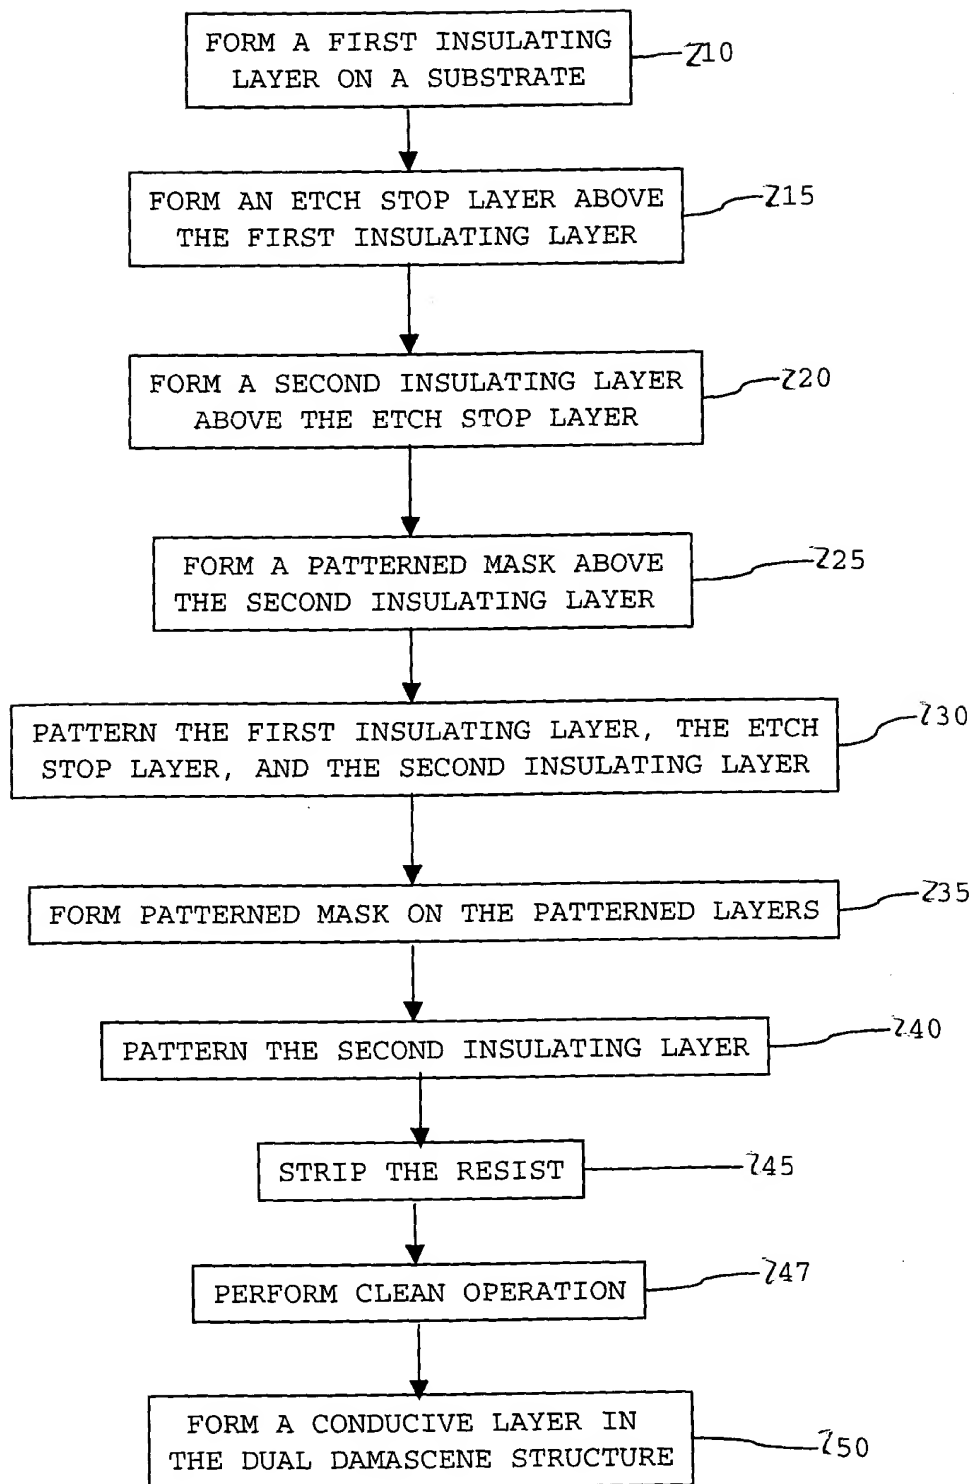 FORM A FIRST INSULATING
LAYER ON A SUBSTRATE
210
FORM AN ETCH STOP LAYER ABOVE
THE FIRST INSULATING LAYER
215
FORM A SECOND INSULATING LAYER
ABOVE THE ETCH STOP LAYER
220
FORM A PATTERNED MASK ABOVE
THE SECOND INSULATING LAYER
225
PATTERN THE FIRST INSULATING LAYER, THE ETCH
STOP LAYER, AND THE SECOND INSULATING LAYER
230
FORM PATTERNED MASK ON THE PATTERNED LAYERS
235
PATTERN THE SECOND INSULATING LAYER
240
STRIP THE RESIST
245
PERFORM CLEAN OPERATION
247
FORM A CONDUCIVE LAYER IN
THE DUAL DAMASCENE STRUCTURE
250